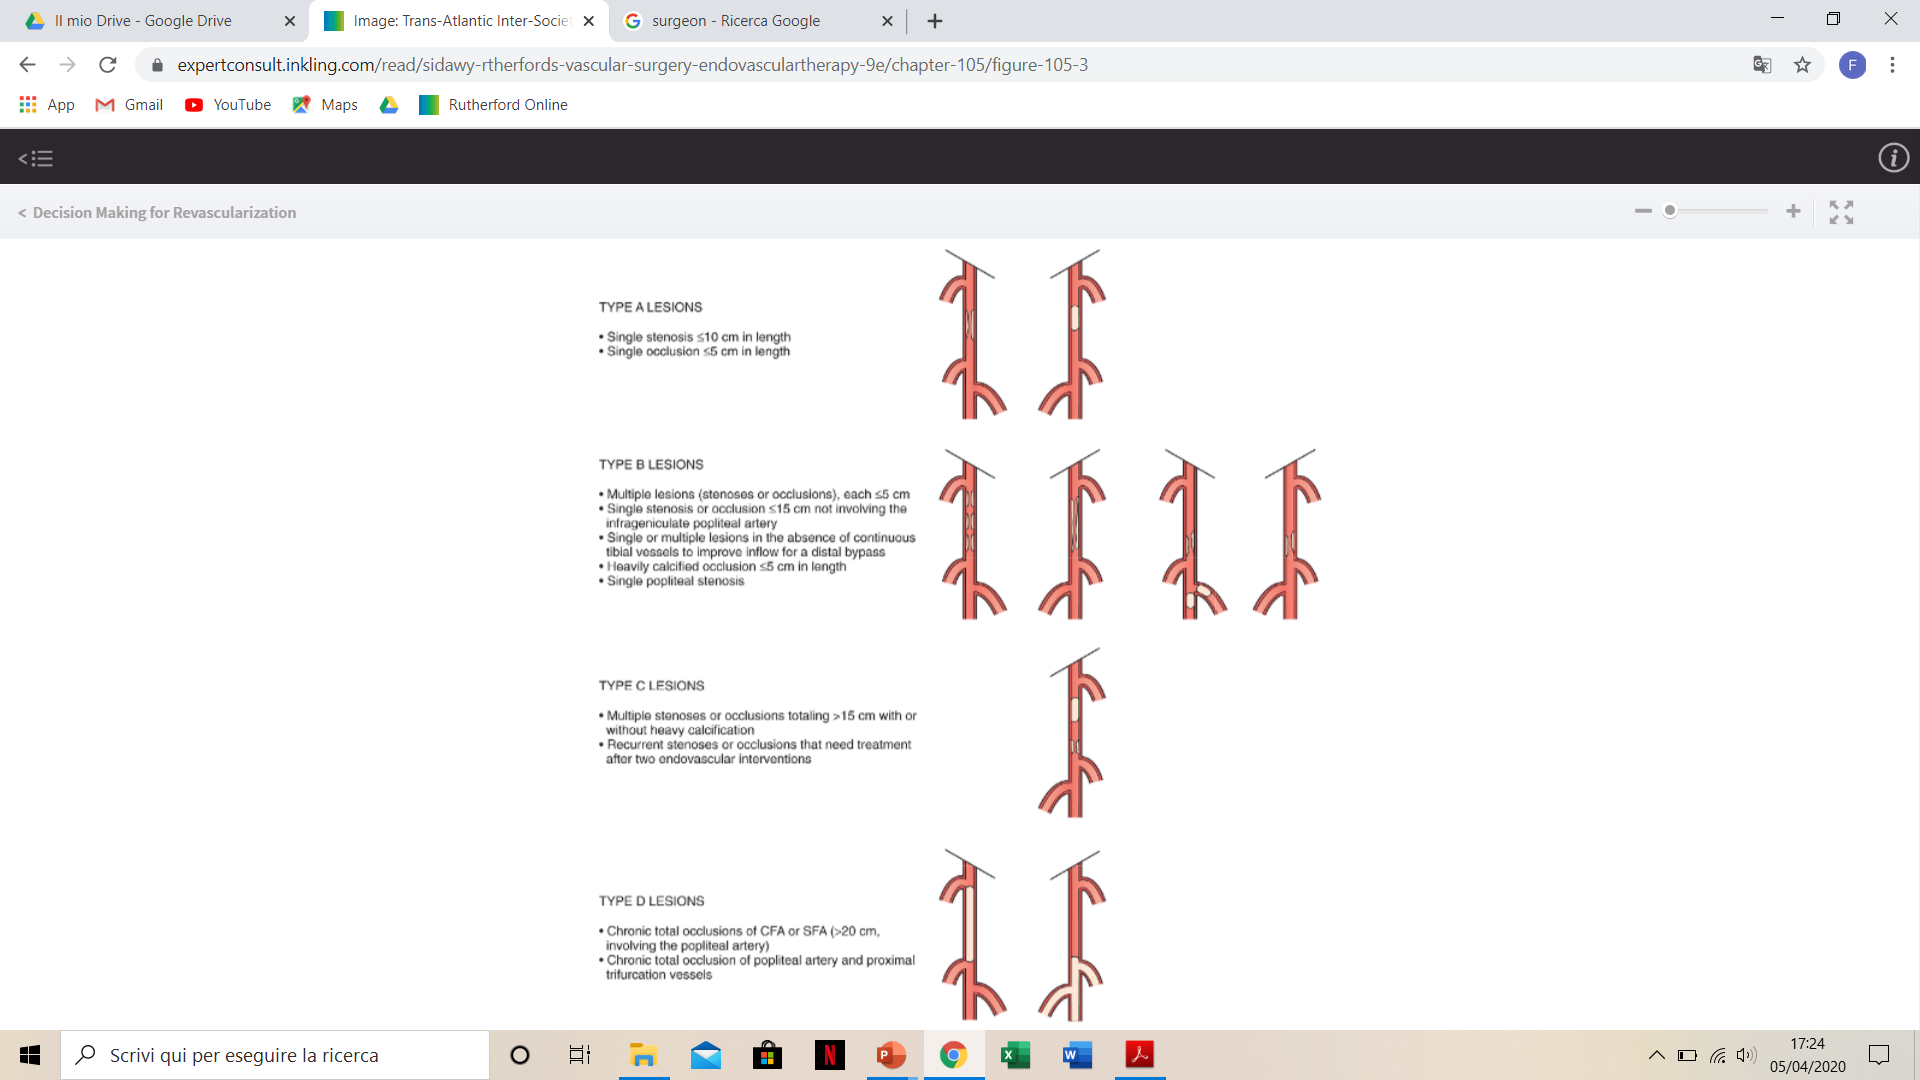 Il mio Drive - Google Drive
Image: Trans-Atlantic Inter-Socie
surgeon - Ricerca Google
expertconsult.inkling.com/read/sidawy-rtherfords-vascular-surgery-endovasculartherapy-9e/chapter-105/figure-105-3
F
App Gmail YouTube Maps Rutherford Online
< Decision Making for Revascularization
TYPE A LESIONS
• Single stenosis ≤10 cm in length
• Single occlusion ≤5 cm in length
TYPE B LESIONS
• Multiple lesions (stenoses or occlusions), each ≤5 cm
• Single stenosis or occlusion ≤15 cm not involving the
infrageniculate popliteal artery
• Single or multiple lesions in the absence of continuous
tibial vessels to improve inflow for a distal bypass
• Heavily calcified occlusion ≤5 cm in length
• Single popliteal stenosis
TYPE C LESIONS
• Multiple stenoses or occlusions totaling >15 cm with or
without heavy calcification
• Recurrent stenoses or occlusions that need treatment
after two endovascular interventions
TYPE D LESIONS
• Chronic total occlusions of CFA or SFA (>20 cm,
involving the popliteal artery)
• Chronic total occlusion of popliteal artery and proximal
trifurcation vessels
Scrivi qui per eseguire la ricerca
17:24
05/04/2020